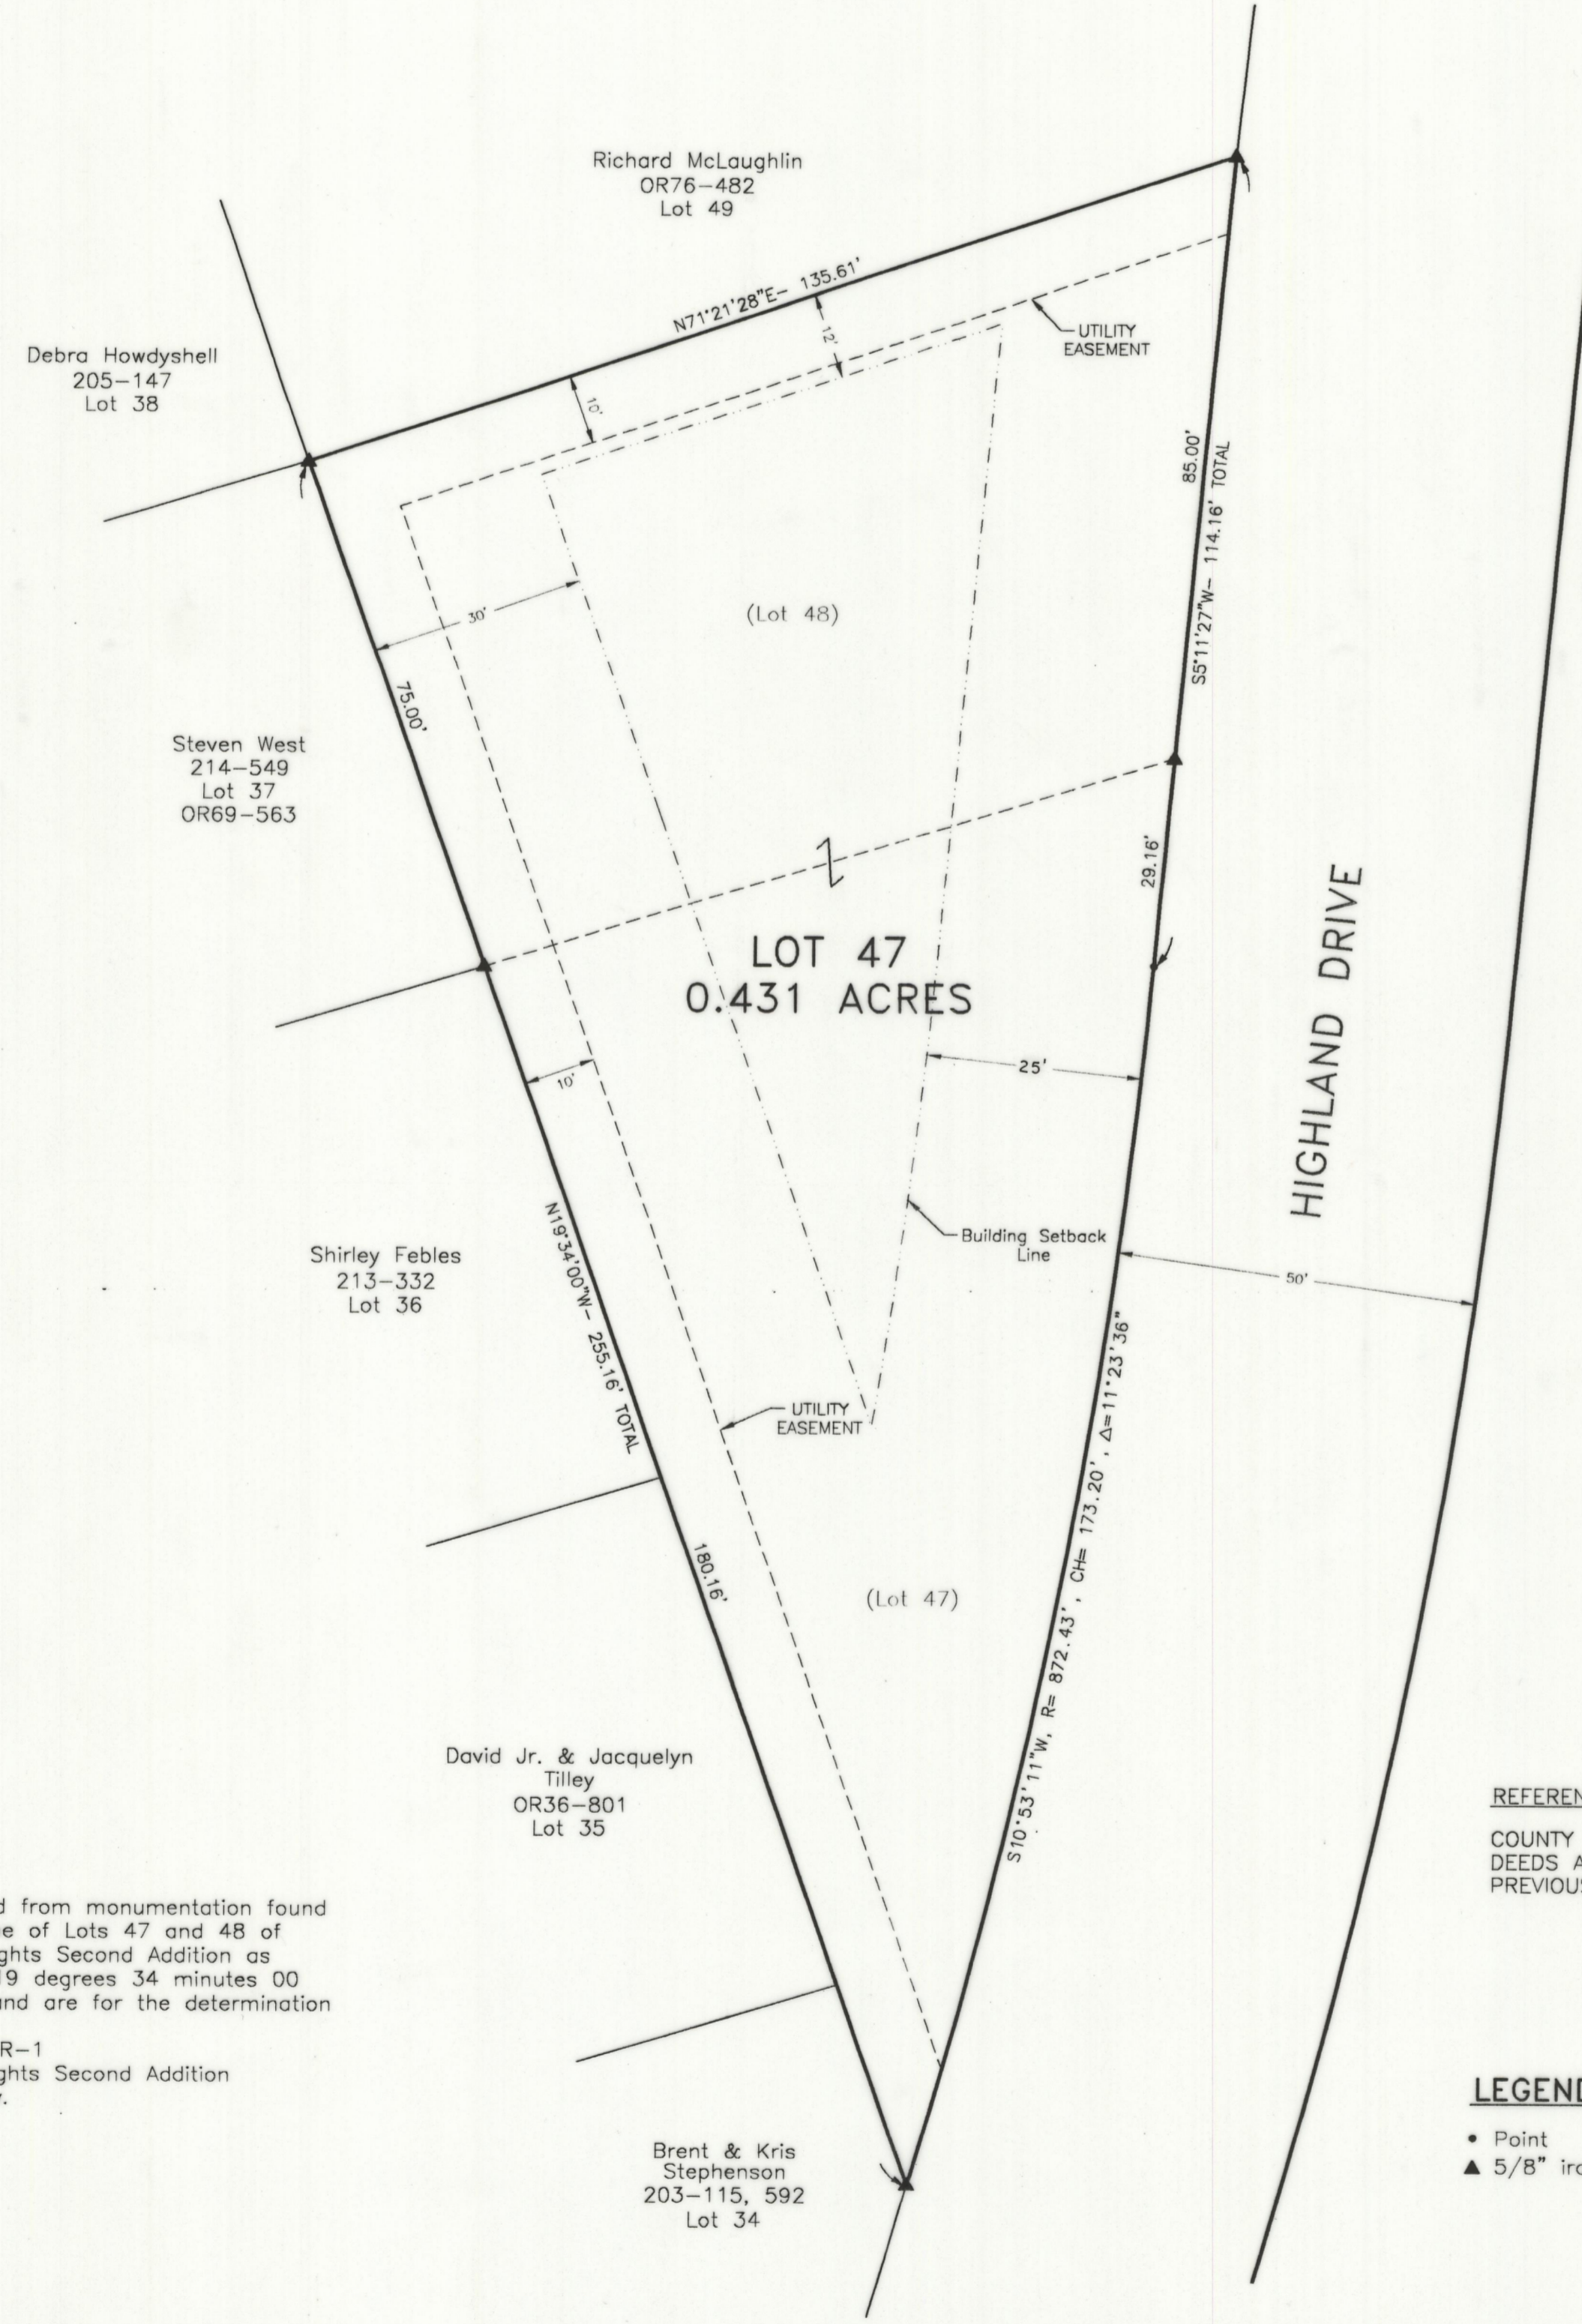 Richard McLaughlin
OR76-482
Lot 49
N71°21'28"E- 135.61'
12'
10'
UTILITY
EASEMENT
Debra Howdyshell
205-147
Lot 38
85.00'
S5°11'27"W- 114.16' TOTAL
30'
(Lot 48)
75.00'
Steven West
214-549
Lot 37
OR69-563
29.16'
LOT 47
0.431 ACRES
HIGHLAND DRIVE
10'
25'
N19°34'00"W- 255.16' TOTAL
Building Setback
Line
50'
Shirley Febles
213-332
Lot 36
UTILITY
EASEMENT
180.16'
(Lot 47)
S10°53'11"W, R= 872.43', CH= 173.20', Δ=11°23'36"
David Jr. & Jacquelyn
Tilley
OR36-801
Lot 35
REFEREN
COUNTY
DEEDS A
PREVIOUS
d from monumentation found
e of Lots 47 and 48 of
ghts Second Addition as
19 degrees 34 minutes 00
and are for the determination
R-1
ghts Second Addition
LEGEND
• Point
▲ 5/8" iro
Brent & Kris
Stephenson
203-115, 592
Lot 34